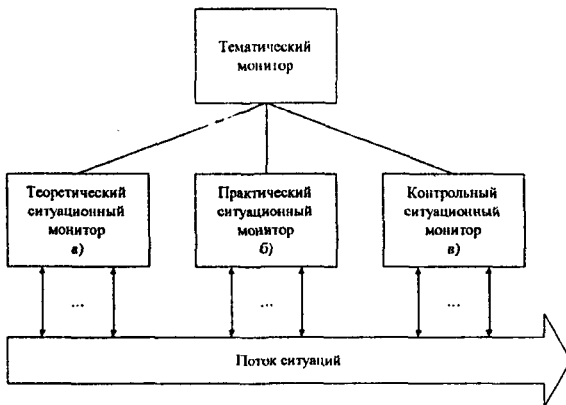 Тематический
монитор
Теоретический
ситуационный
монитор
а)
Практический
ситуационный
монитор
б)
Контрольный
ситуационный
монитор
в)
...
...
...
Поток ситуаций